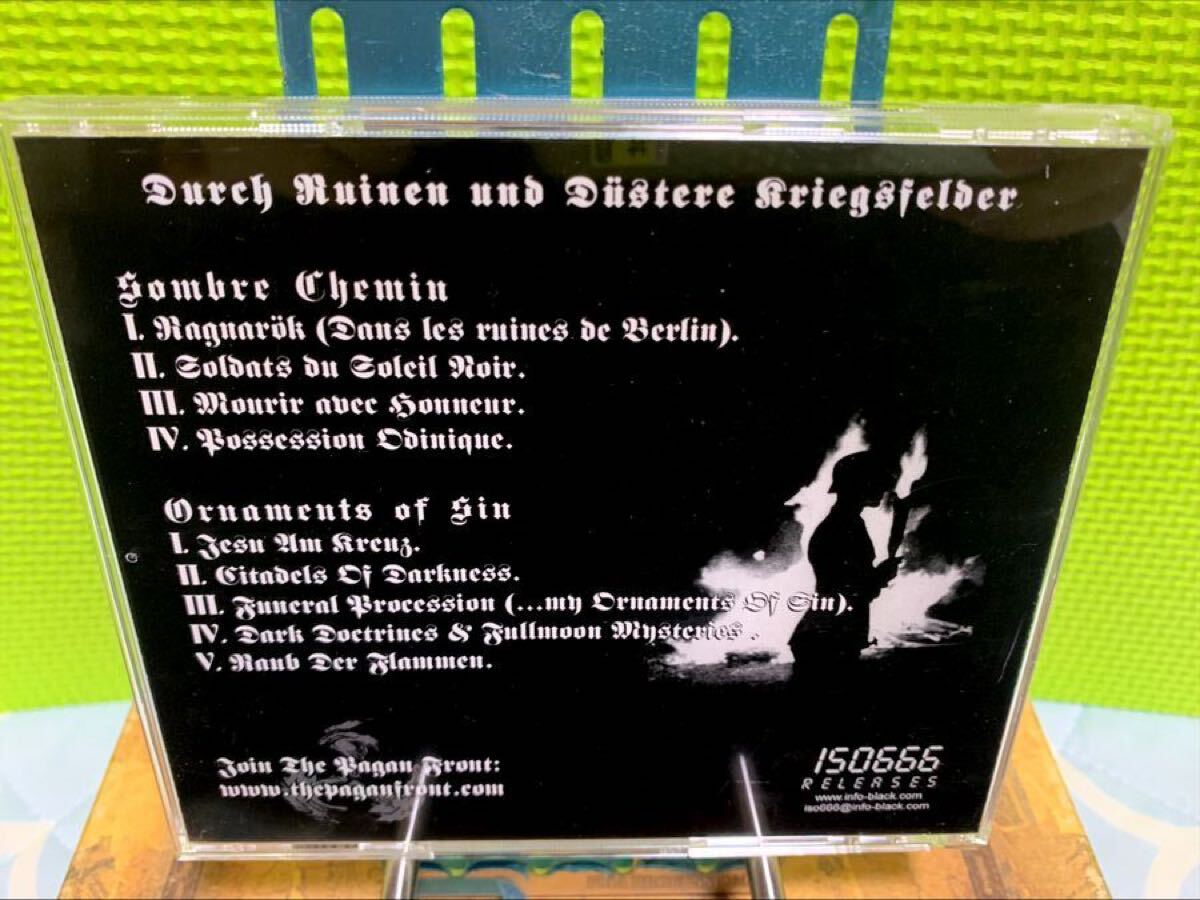 Durch Ruinen und Düstere Kriegsfelder
Sombre Chemin
I. Ragnarök (Dans les ruines de Berlin).
II. Soldats du Soleil Noir.
III. Mourir avec Honneur.
IV. Possession Odinique.
Ornaments of Sin
I. Jesu Am Kreuz.
II. Citadels Of Darkness.
III. Funeral Procession (...my Ornaments Of Sin).
IV. Dark Doctrines & Fullmoon Mysteries .
V. Raub Der Flammen.
Join The Pagan Front:
www.thepaganfront.com
ISO666
RELEASES
www.info-black.com
iso666@info-black.com